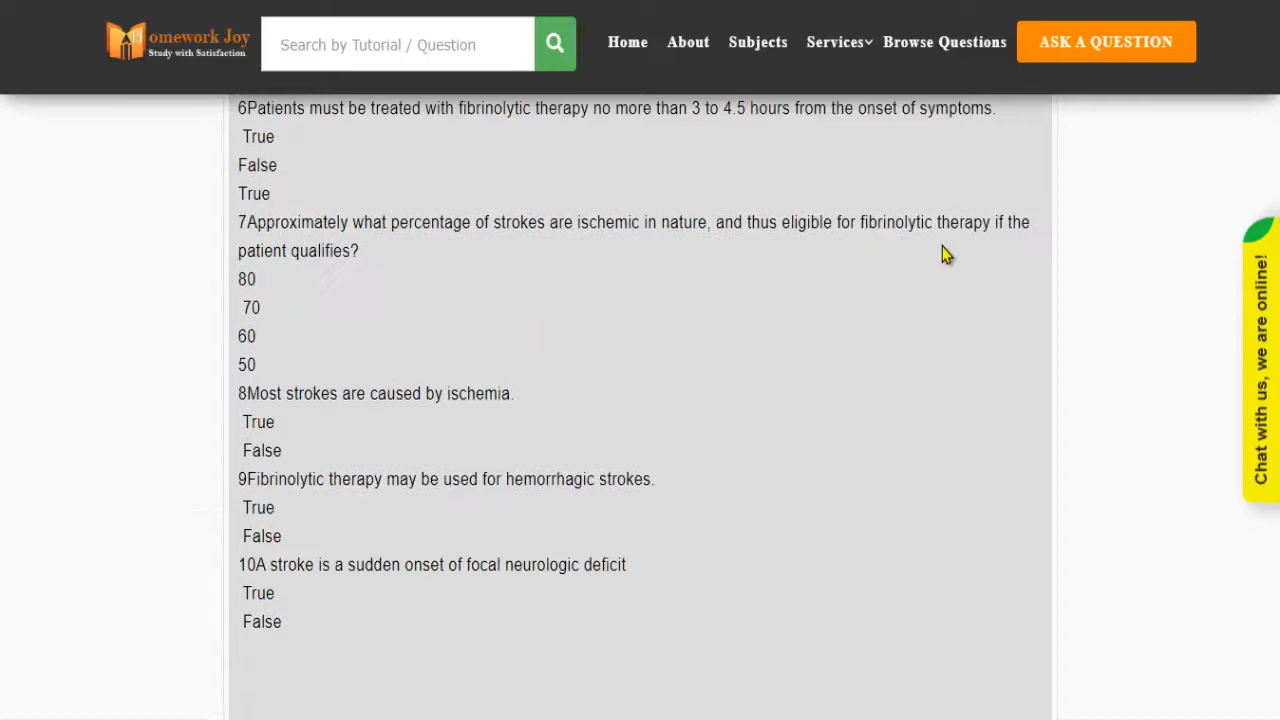 omework Joy
Study with Satisfaction
Search by Tutorial / Question
Home About Subjects Services Browse Questions ASK A QUESTION
6Patients must be treated with fibrinolytic therapy no more than 3 to 4.5 hours from the onset of symptoms.
True
False
True
7Approximately what percentage of strokes are ischemic in nature, and thus eligible for fibrinolytic therapy if the
patient qualifies?
80
70
60
50
8Most strokes are caused by ischemia.
True
False
9Fibrinolytic therapy may be used for hemorrhagic strokes.
True
False
10A stroke is a sudden onset of focal neurologic deficit
True
False
Chat with us, we are online!